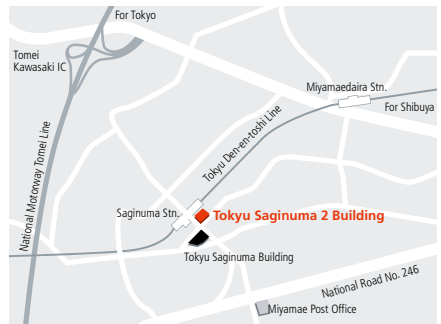 For Tokyo
Tomei
Kawasaki IC
Miyamaedaira Stn.
For Shibuya
Tokyu Den-en-toshi Line
National Motorway Tomei Line
Saginuma Stn.
Tokyu Saginuma 2 Building
Tokyu Saginuma Building
National Road No. 246
Miyamae Post Office